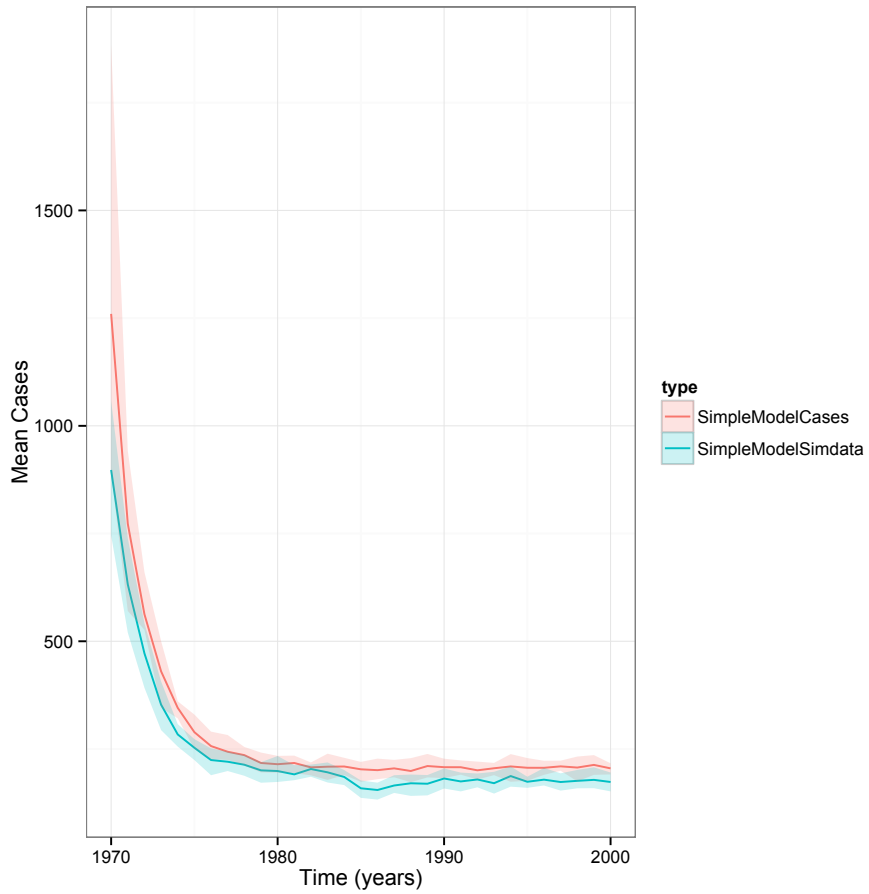 1500
1000
500
Mean Cases
1970
1980
1990
2000
Time (years)
type
SimpleModelCases
SimpleModelSimdata